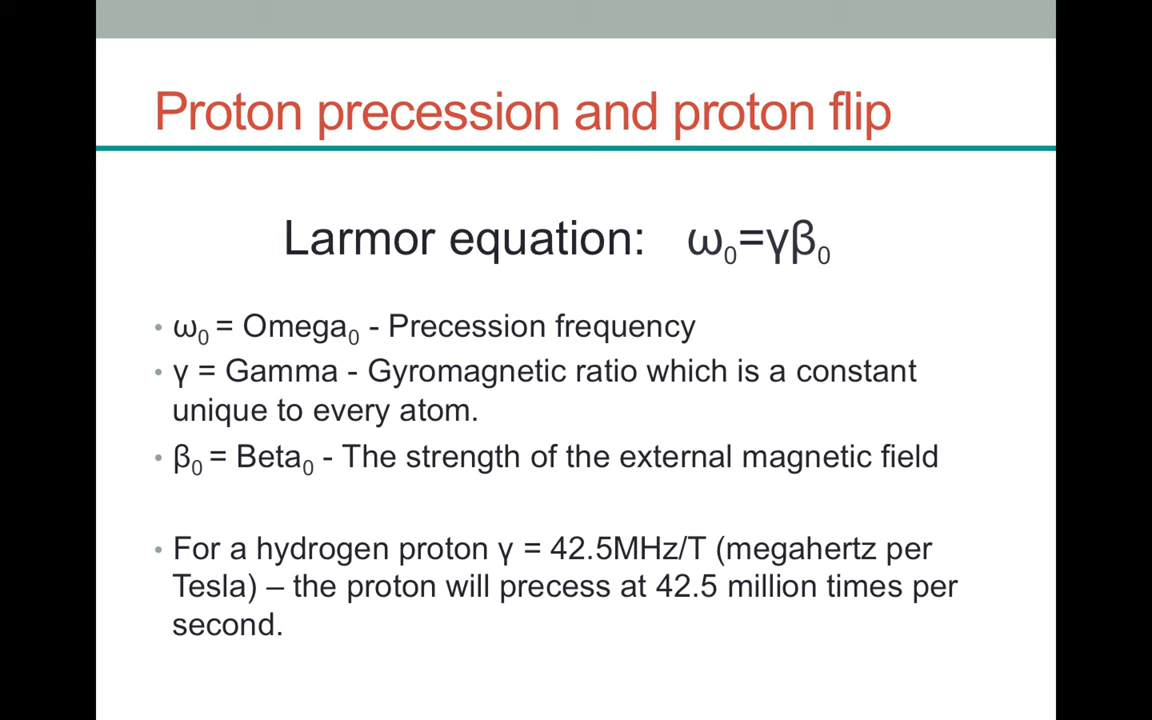 Proton precession and proton flip
Larmor equation: ω₀=γβ₀
• ω₀ = Omega₀ - Precession frequency
• γ = Gamma - Gyromagnetic ratio which is a constant
unique to every atom.
• β₀ = Beta₀ - The strength of the external magnetic field
• For a hydrogen proton γ = 42.5MHz/T (megahertz per
Tesla) – the proton will precess at 42.5 million times per
second.